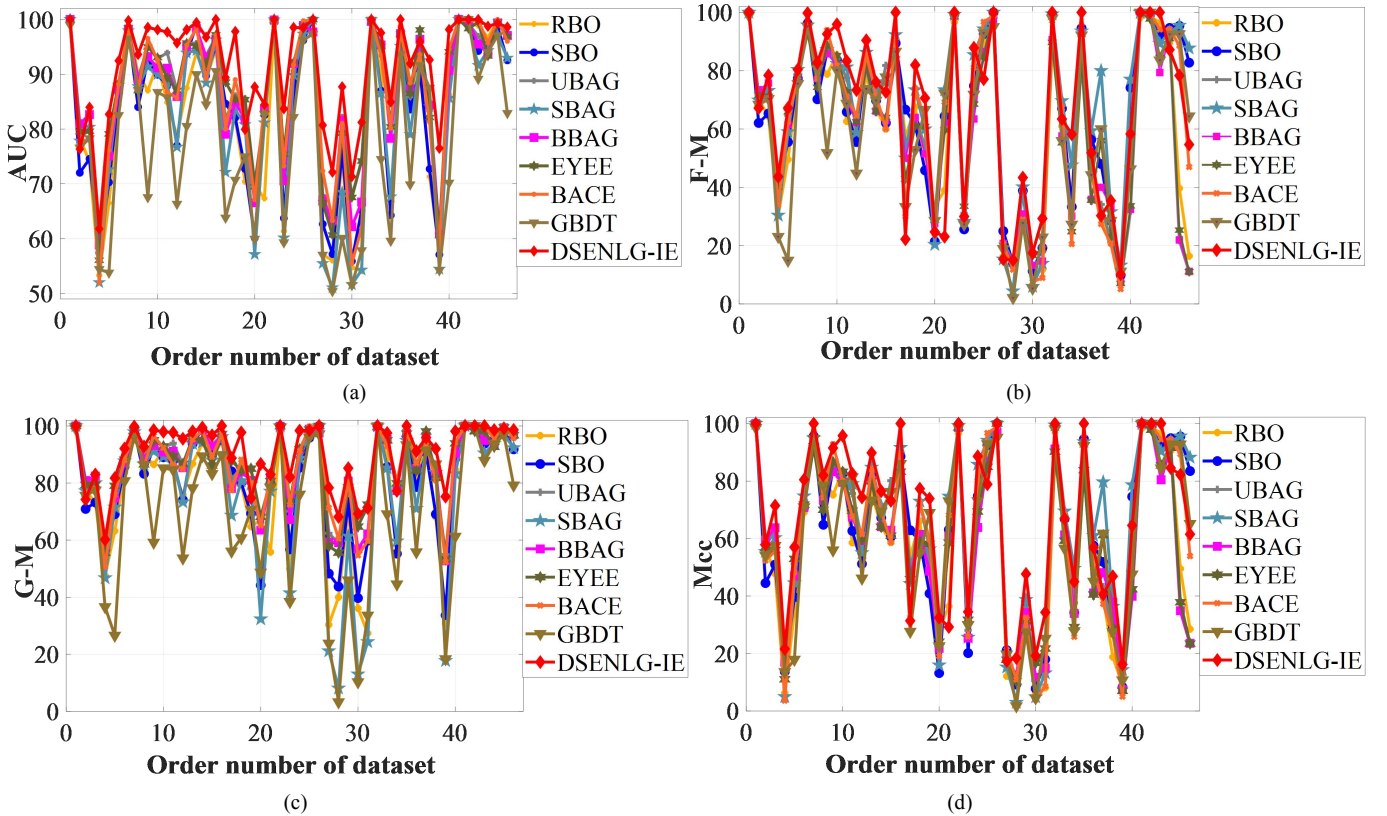 100
90
80
70
60
50
AUC
0
10
20
30
40
Order number of dataset
(a)
RBO
SBO
UBAG
SBAG
BBAG
EYEE
BACE
GBDT
DSENLG-IE
100
80
60
40
20
0
F-M
0
10
20
30
40
Order number of dataset
(b)
RBO
SBO
UBAG
SBAG
BBAG
EYEE
BACE
GBDT
DSENLG-IE
100
80
60
40
20
0
G-M
0
10
20
30
40
Order number of dataset
(c)
RBO
SBO
UBAG
SBAG
BBAG
EYEE
BACE
GBDT
DSENLG-IE
100
80
60
40
20
0
Mcc
0
10
20
30
40
Order number of dataset
(d)
RBO
SBO
UBAG
SBAG
BBAG
EYEE
BACE
GBDT
DSENLG-IE